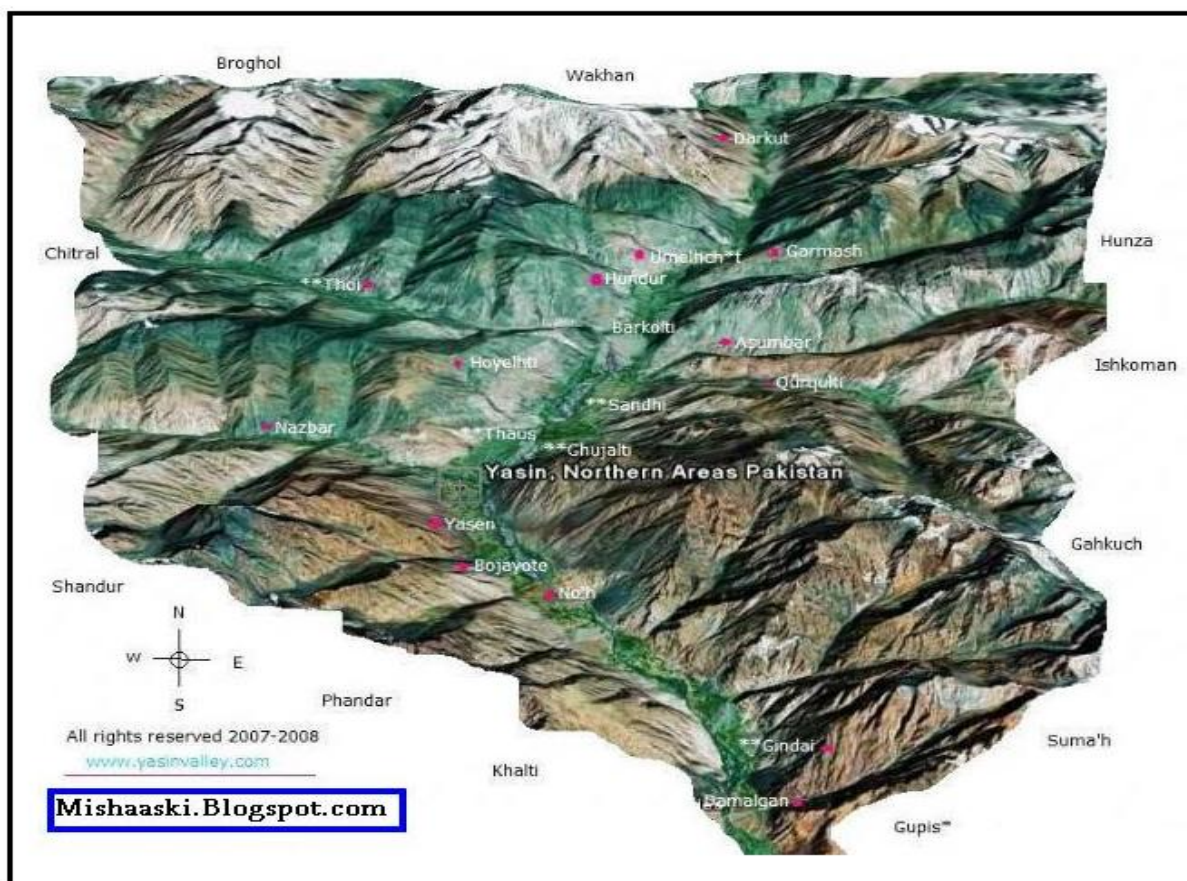 Broghol
Wakhan
Darkut
Chitral
Hunza
Umelhch*t
Garmash
**Thoi
Hundur
Barkolti
Asumbar
Hoyelhti
Ishkoman
Qurqulti
**Sandhi
Nazbar
**Thaus
**Ghujalti
Yasin, Northern Areas Pakistan
Yasen
Gahkuch
Bojayote
Shandur
No'h
N
W E
S
Phandar
All rights reserved 2007-2008
www.yasinvalley.com
Suma'h
**Gindai
Khalti
Mishaaski.Blogspot.com
Damalgan
Gupis*